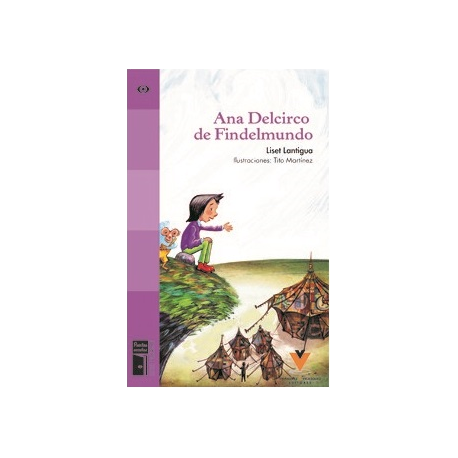 Ana Delcirco
de Findelmundo
Liset Lantigua
Ilustraciones: Tito Martínez